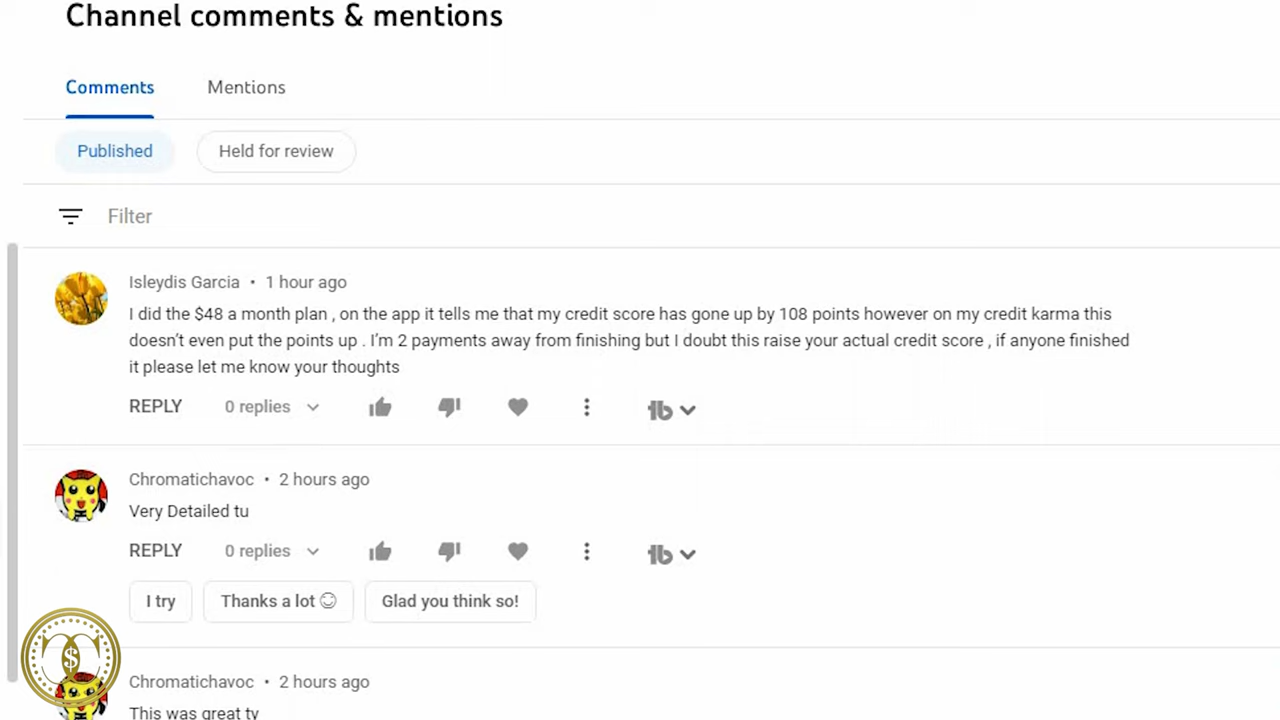 Channel comments & mentions
Comments Mentions
Published Held for review
Filter
Isleydis Garcia • 1 hour ago
I did the $48 a month plan , on the app it tells me that my credit score has gone up by 108 points however on my credit karma this
doesn't even put the points up . I'm 2 payments away from finishing but I doubt this raise your actual credit score , if anyone finished
it please let me know your thoughts
REPLY 0 replies
Chromatichavoc • 2 hours ago
Very Detailed tu
REPLY 0 replies
I try Thanks a lot Glad you think so!
Chromatichavoc • 2 hours ago
This was great ty